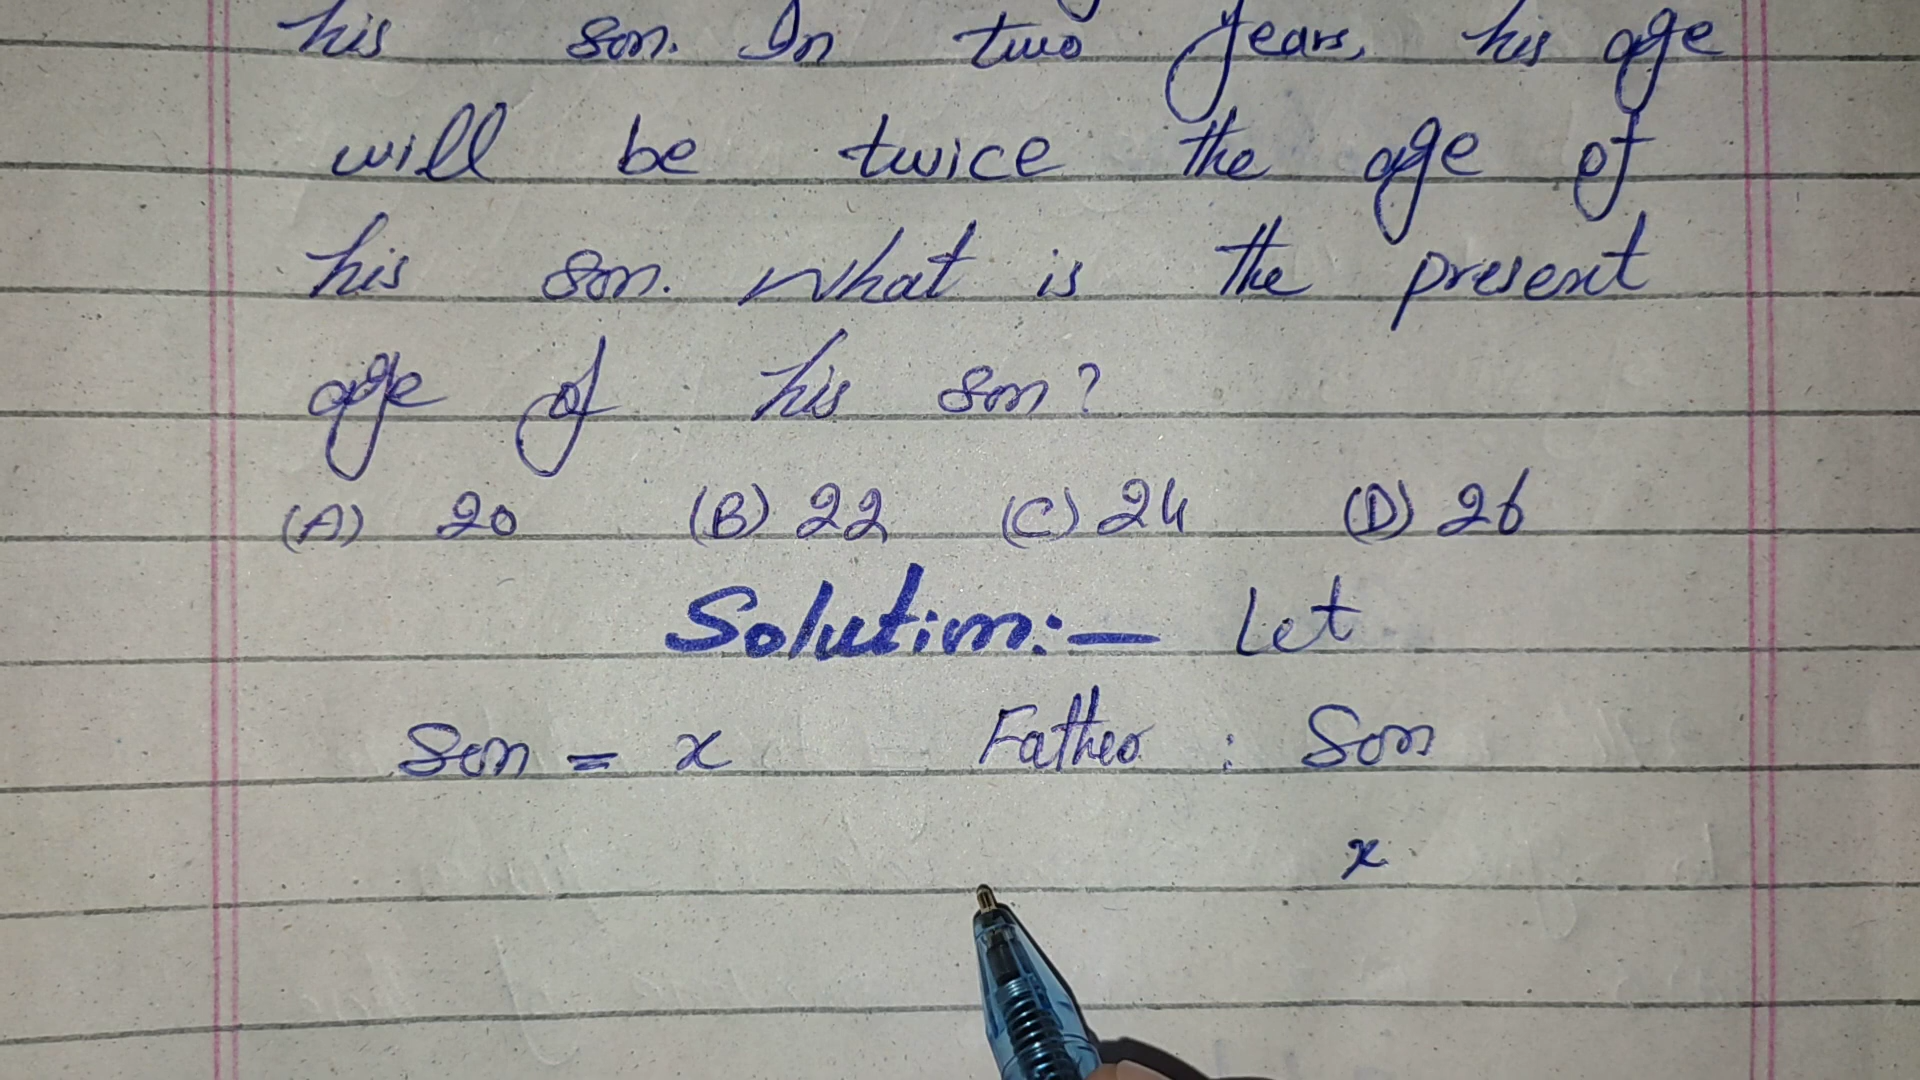 his son. In two years, his age
will be twice the age of
his son. What is the present
age of his son?
(A) 20 (B) 22 (C) 24 (D) 26
Solution:- Let
Son = x Father : Son
x